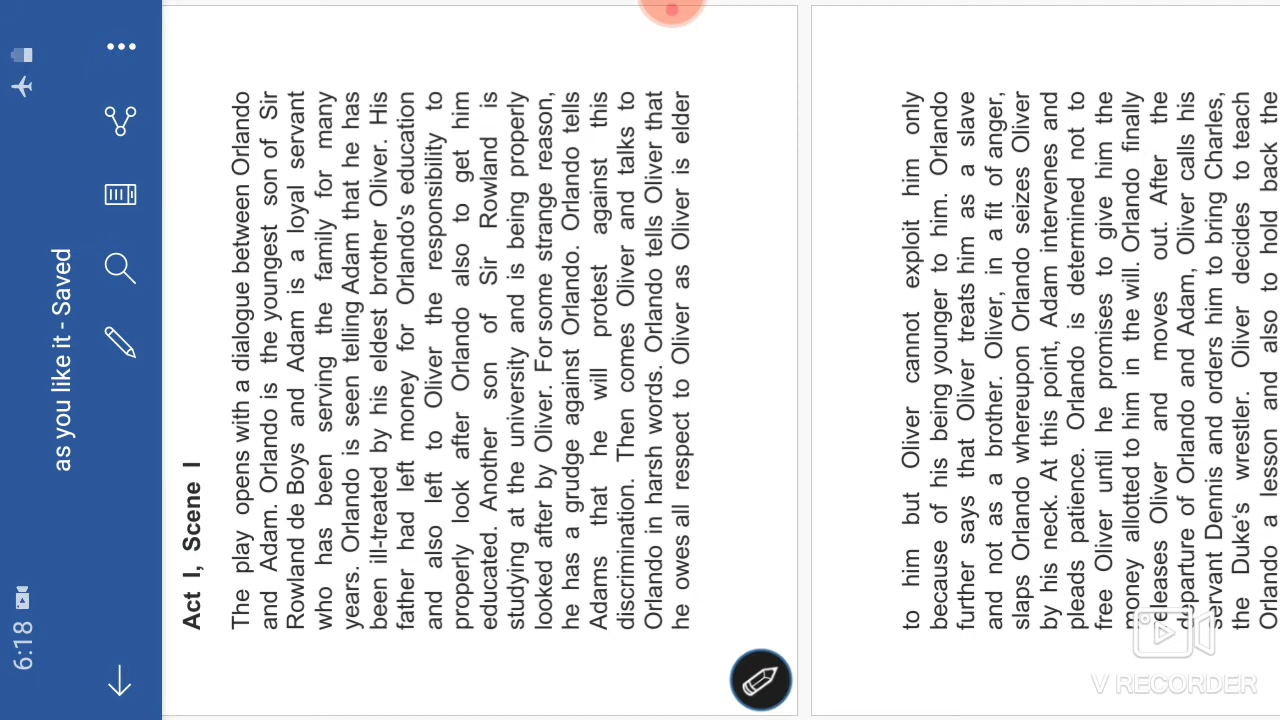 6:18
as you like it - Saved
Act I, Scene I
The play opens with a dialogue between Orlando
and Adam. Orlando is the youngest son of Sir
Rowland de Boys and Adam is a loyal servant
who has been serving the family for many
years. Orlando is seen telling Adam that he has
been ill-treated by his eldest brother Oliver. His
father had left money for Orlando's education
and also left to Oliver the responsibility to
properly look after Orlando also to get him
educated. Another son of Sir Rowland is
studying at the university and is being properly
looked after by Oliver. For some strange reason,
he has a grudge against Orlando. Orlando tells
Adams that he will protest against this
discrimination. Then comes Oliver and talks to
Orlando in harsh words. Orlando tells Oliver that
he owes all respect to Oliver as Oliver is elder
to him but Oliver cannot exploit him only
because of his being younger to him. Orlando
further says that Oliver treats him as a slave
and not as a brother. Oliver, in a fit of anger,
slaps Orlando whereupon Orlando seizes Oliver
by his neck. At this point, Adam intervenes and
pleads patience. Orlando is determined not to
free Oliver until he promises to give him the
money allotted to him in the will. Orlando finally
releases Oliver and moves out. After the
departure of Orlando and Adam, Oliver calls his
servant Dennis and orders him to bring Charles,
the Duke's wrestler. Oliver decides to teach
Orlando a lesson and also to hold back the
V RECORDER